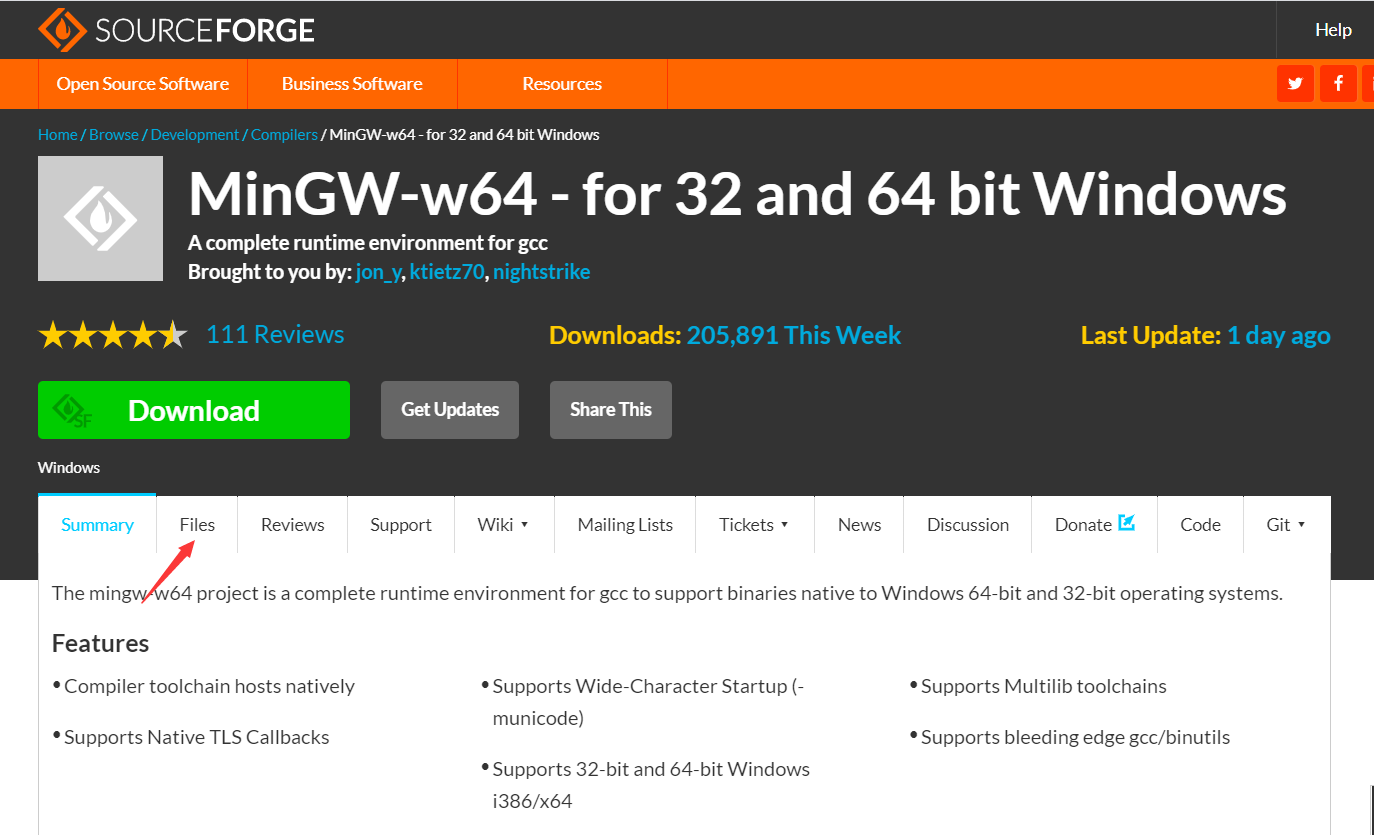 SOURCEFORGE
Help
Open Source Software
Business Software
Resources
Home / Browse / Development / Compilers / MinGW-w64 - for 32 and 64 bit Windows
MinGW-w64 - for 32 and 64 bit Windows
A complete runtime environment for gcc
Brought to you by: jon_y, ktietz70, nightstrike
111 Reviews
Downloads: 205,891 This Week
Last Update: 1 day ago
SF
Download
Get Updates
Share This
Windows
Summary
Files
Reviews
Support
Wiki ▾
Mailing Lists
Tickets ▾
News
Discussion
Donate
Code
Git ▾
The mingw-w64 project is a complete runtime environment for gcc to support binaries native to Windows 64-bit and 32-bit operating systems.
Features
• Compiler toolchain hosts natively
• Supports Native TLS Callbacks
• Supports Wide-Character Startup (-
municode)
• Supports 32-bit and 64-bit Windows
i386/x64
• Supports Multilib toolchains
• Supports bleeding edge gcc/binutils